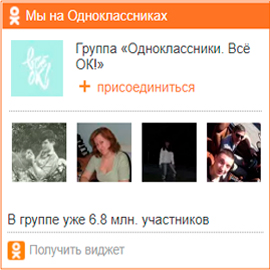 Мы на Одноклассниках
Группа «Одноклассники. Всё
ОК!»
+ присоединиться
В группе уже 6.8 млн. участников
Получить виджет